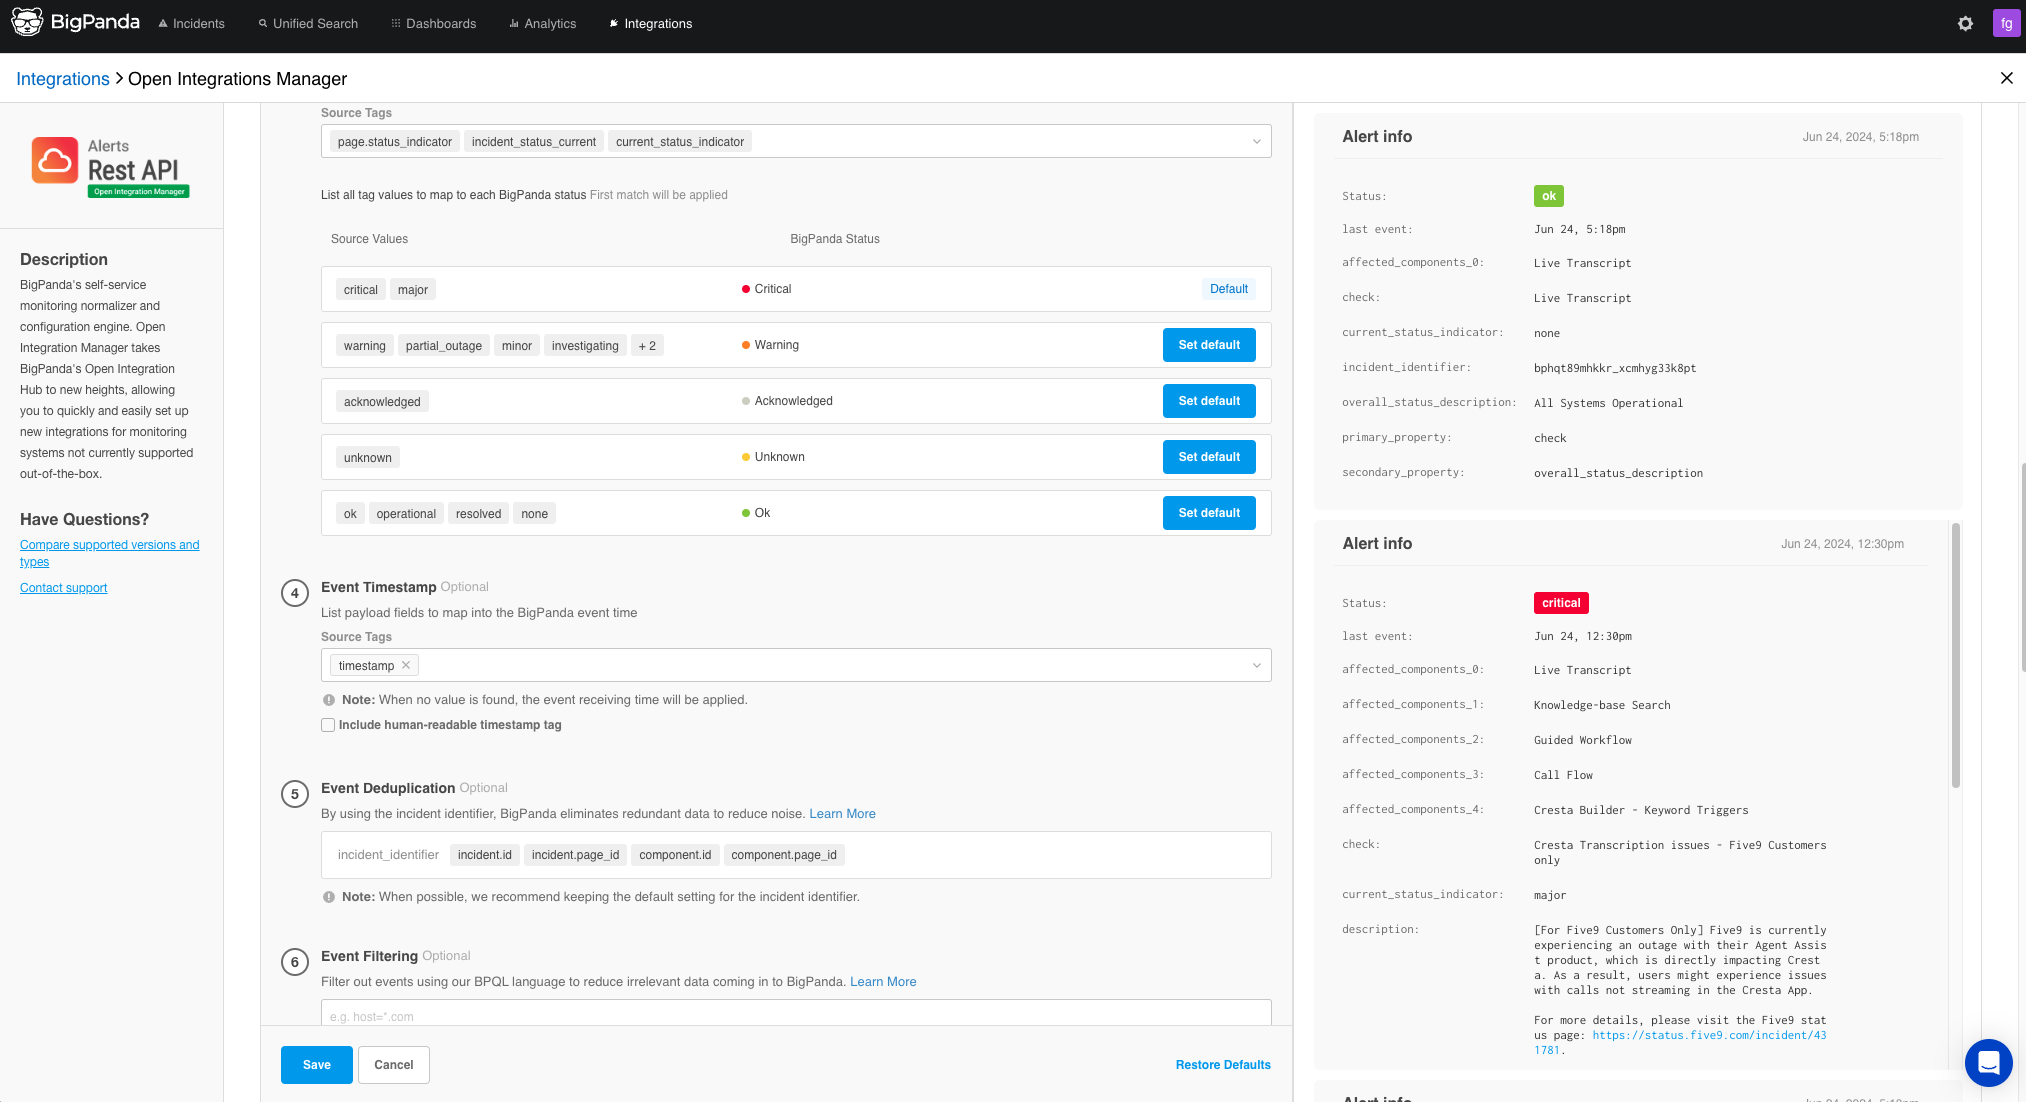 BigPanda
Incidents
Unified Search
Dashboards
Analytics
Integrations
fg
Integrations > Open Integrations Manager
Alerts
Rest API
Open Integration Manager
Description
BigPanda's self-service
monitoring normalizer and
configuration engine. Open
Integration Manager takes
BigPanda's Open Integration
Hub to new heights, allowing
you to quickly and easily set up
new integrations for monitoring
systems not currently supported
out-of-the-box.
Have Questions?
Compare supported versions and
types
Contact support
Source Tags
page.status_indicator incident_status_current current_status_indicator
List all tag values to map to each BigPanda status First match will be applied
Source Values BigPanda Status
critical major Critical Default
warning partial_outage minor investigating + 2 Warning Set default
acknowledged Acknowledged Set default
unknown Unknown Set default
ok operational resolved none Ok Set default
4 Event Timestamp Optional
List payload fields to map into the BigPanda event time
Source Tags
timestamp
Note: When no value is found, the event receiving time will be applied.
Include human-readable timestamp tag
5 Event Deduplication Optional
By using the incident identifier, BigPanda eliminates redundant data to reduce noise. Learn More
incident_identifier incident.id incident.page_id component.id component.page_id
Note: When possible, we recommend keeping the default setting for the incident identifier.
6 Event Filtering Optional
Filter out events using our BPQL language to reduce irrelevant data coming in to BigPanda. Learn More
e.g. host=*.com
Save Cancel Restore Defaults
Alert info Jun 24, 2024, 5:18pm
Status: ok
last event: Jun 24, 5:18pm
affected_components_0: Live Transcript
check: Live Transcript
current_status_indicator: none
incident_identifier: bphqt89mhkkr_xcmhyg33k8pt
overall_status_description: All Systems Operational
primary_property: check
secondary_property: overall_status_description
Alert info Jun 24, 2024, 12:30pm
Status: critical
last event: Jun 24, 12:30pm
affected_components_0: Live Transcript
affected_components_1: Knowledge-base Search
affected_components_2: Guided Workflow
affected_components_3: Call Flow
affected_components_4: Cresta Builder - Keyword Triggers
check: Cresta Transcription issues - Five9 Customers
only
current_status_indicator: major
description: [For Five9 Customers Only] Five9 is currently
experiencing an outage with their Agent Assis
t product, which is directly impacting Crest
a. As a result, users might experience issues
with calls not streaming in the Cresta App.
For more details, please visit the Five9 stat
us page: https://status.five9.com/incident/43
1781.
Alert info